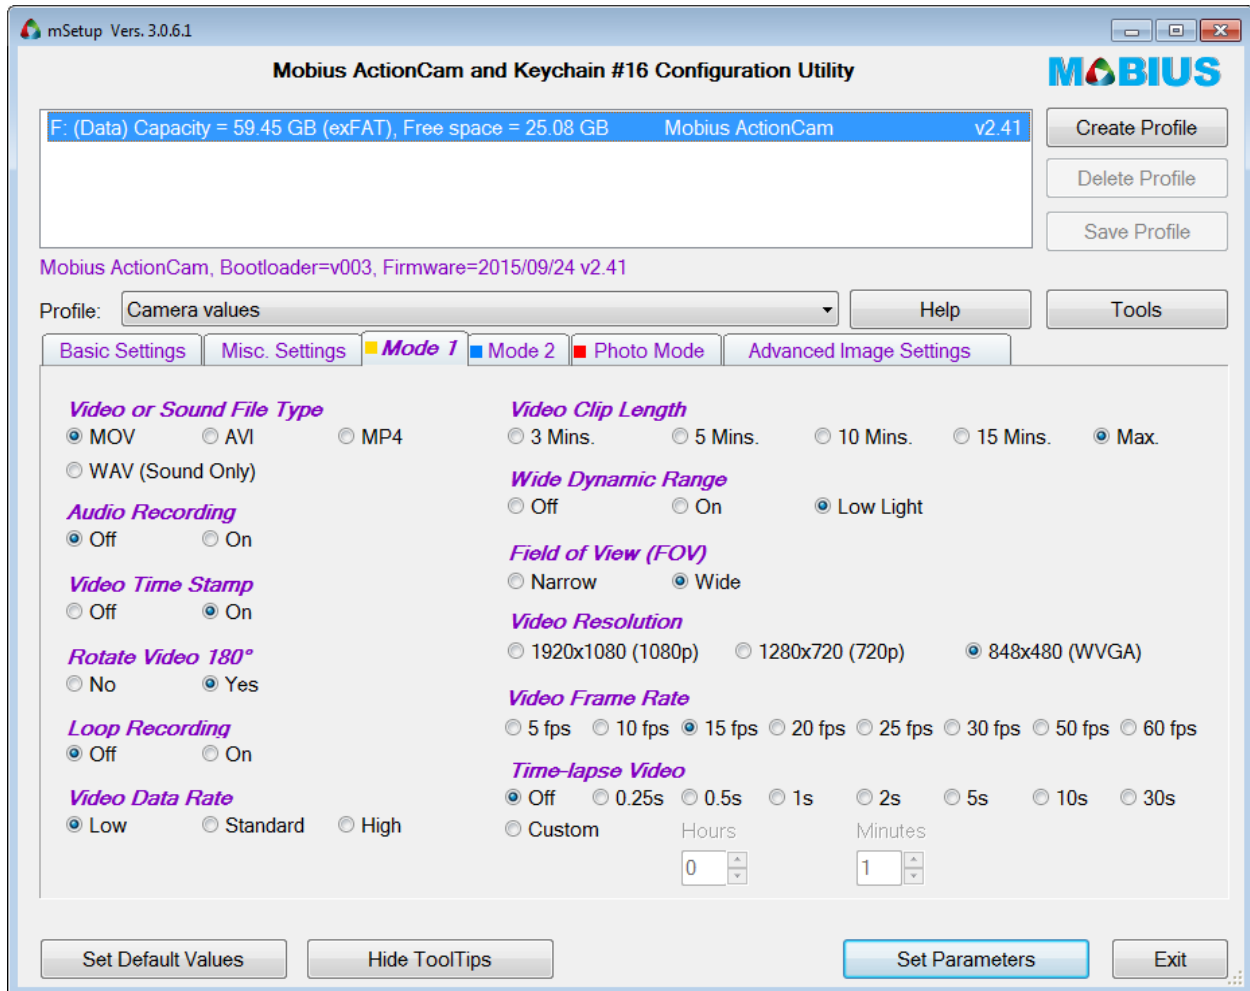 mSetup Vers. 3.0.6.1
Mobius ActionCam and Keychain #16 Configuration Utility
MOBIUS
F: (Data) Capacity = 59.45 GB (exFAT), Free space = 25.08 GB Mobius ActionCam v2.41
Create Profile
Delete Profile
Save Profile
Mobius ActionCam, Bootloader=v003, Firmware=2015/09/24 v2.41
Profile: Camera values Help Tools
Basic Settings Misc. Settings Mode 1 Mode 2 Photo Mode Advanced Image Settings
Video or Sound File Type
MOV AVI MP4
WAV (Sound Only)
Audio Recording
Off On
Video Time Stamp
Off On
Rotate Video 180°
No Yes
Loop Recording
Off On
Video Data Rate
Low Standard High
Video Clip Length
3 Mins. 5 Mins. 10 Mins. 15 Mins. Max.
Wide Dynamic Range
Off On Low Light
Field of View (FOV)
Narrow Wide
Video Resolution
1920x1080 (1080p) 1280x720 (720p) 848x480 (WVGA)
Video Frame Rate
5 fps 10 fps 15 fps 20 fps 25 fps 30 fps 50 fps 60 fps
Time-lapse Video
Off 0.25s 0.5s 1s 2s 5s 10s 30s
Custom Hours Minutes
0 1
Set Default Values Hide ToolTips Set Parameters Exit